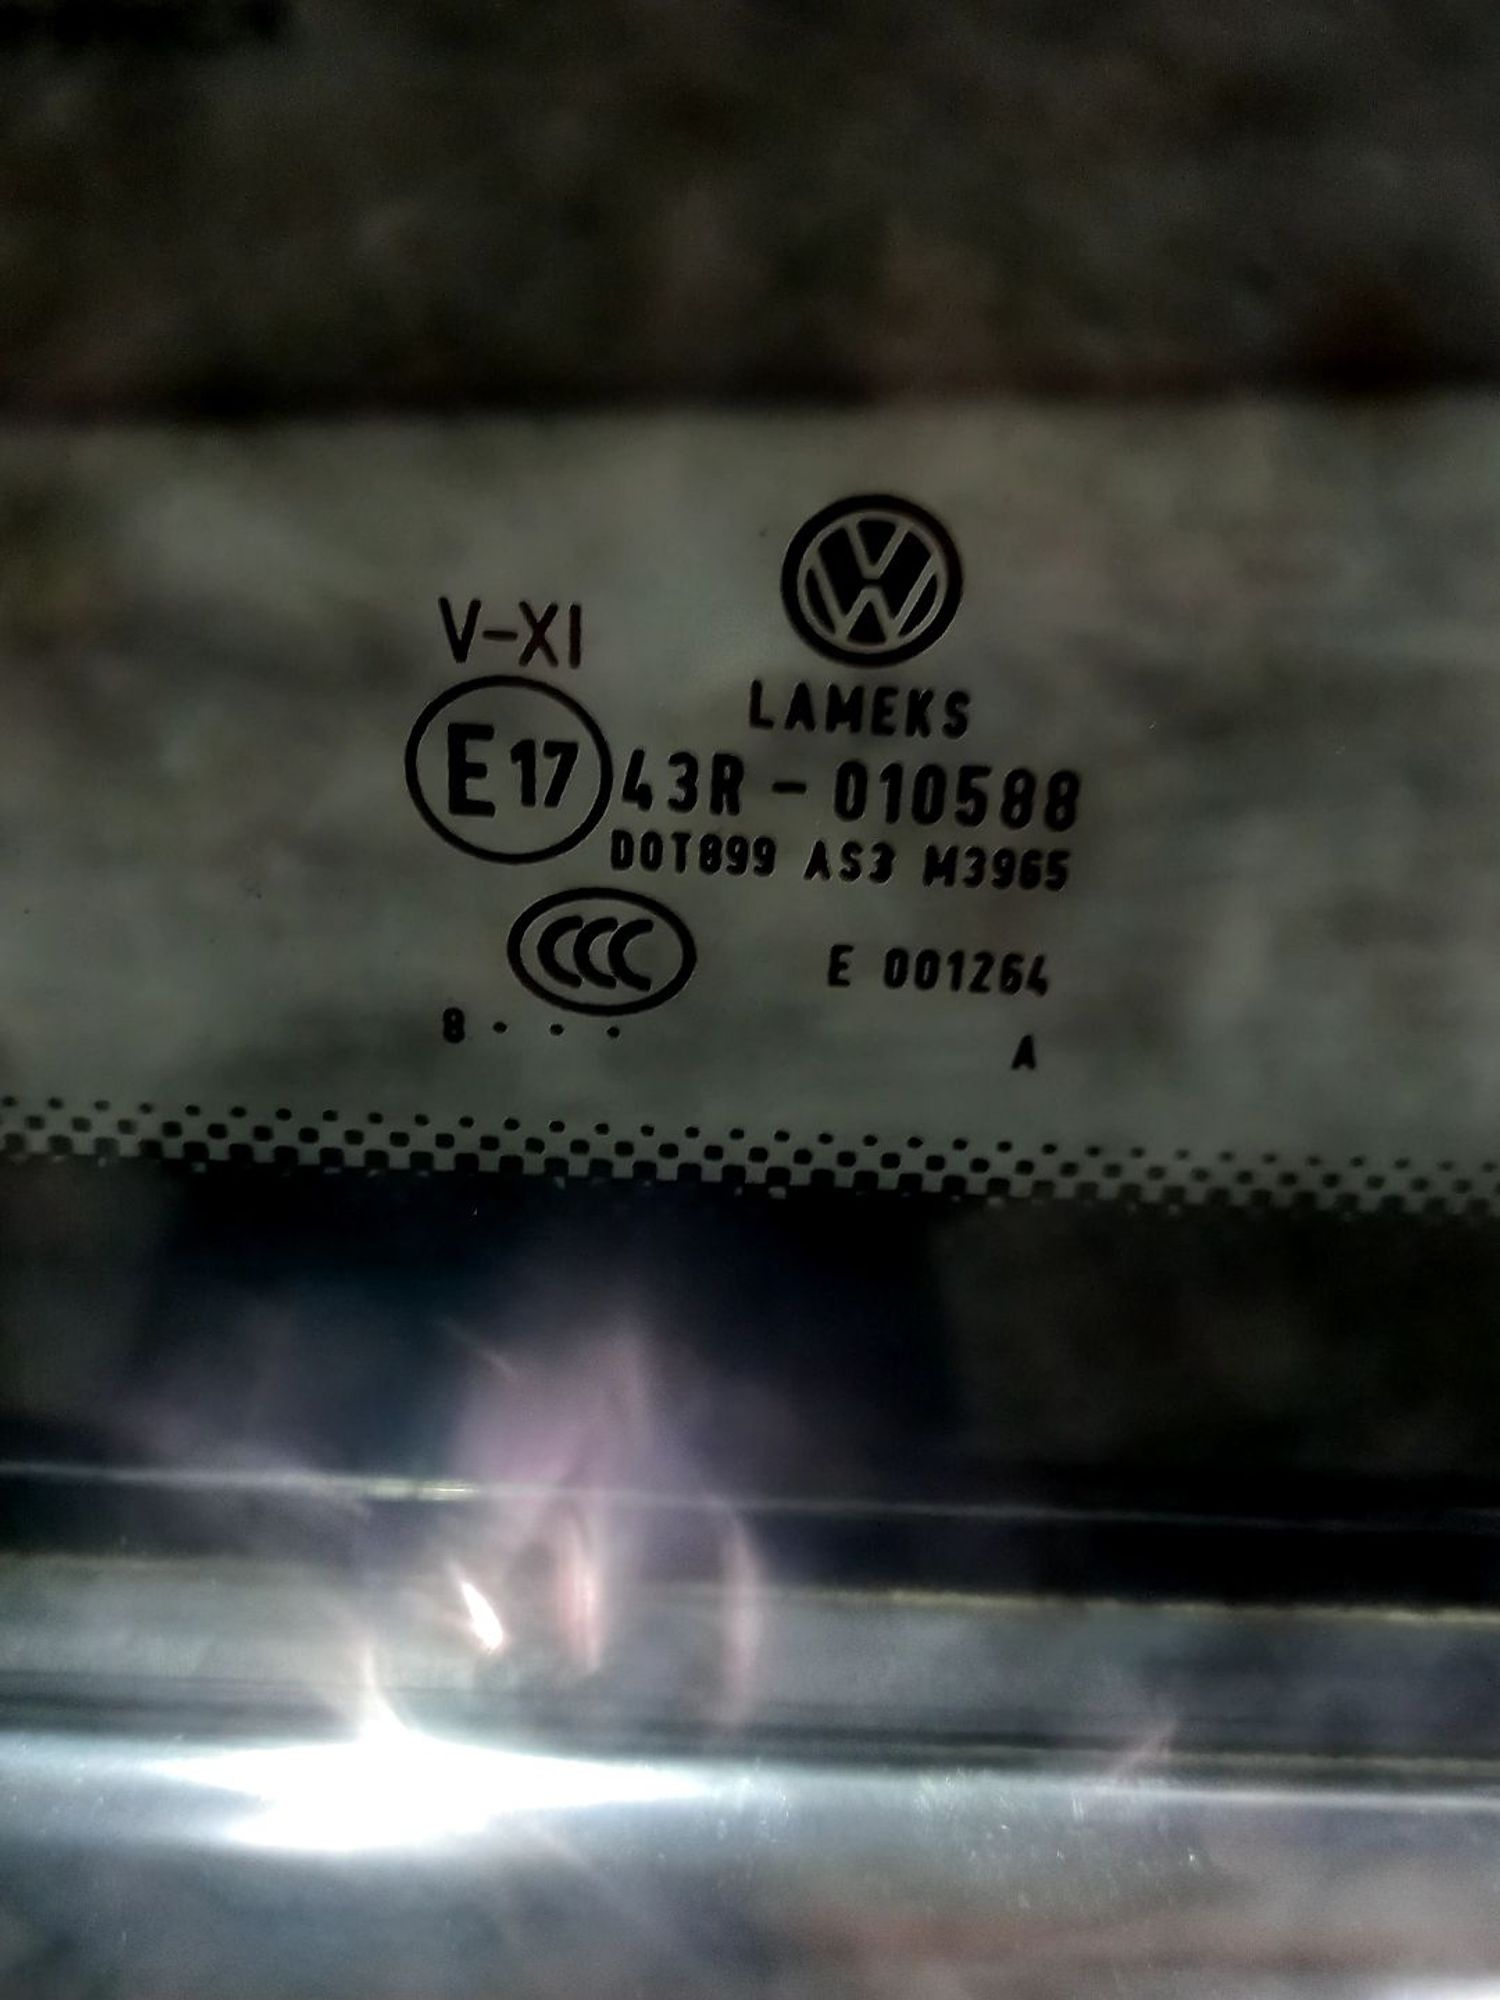 V-XI
LAMEKS
E17 43R - 010588
DOT899 AS3 M3965
CCC E 001264
8 . . .
A